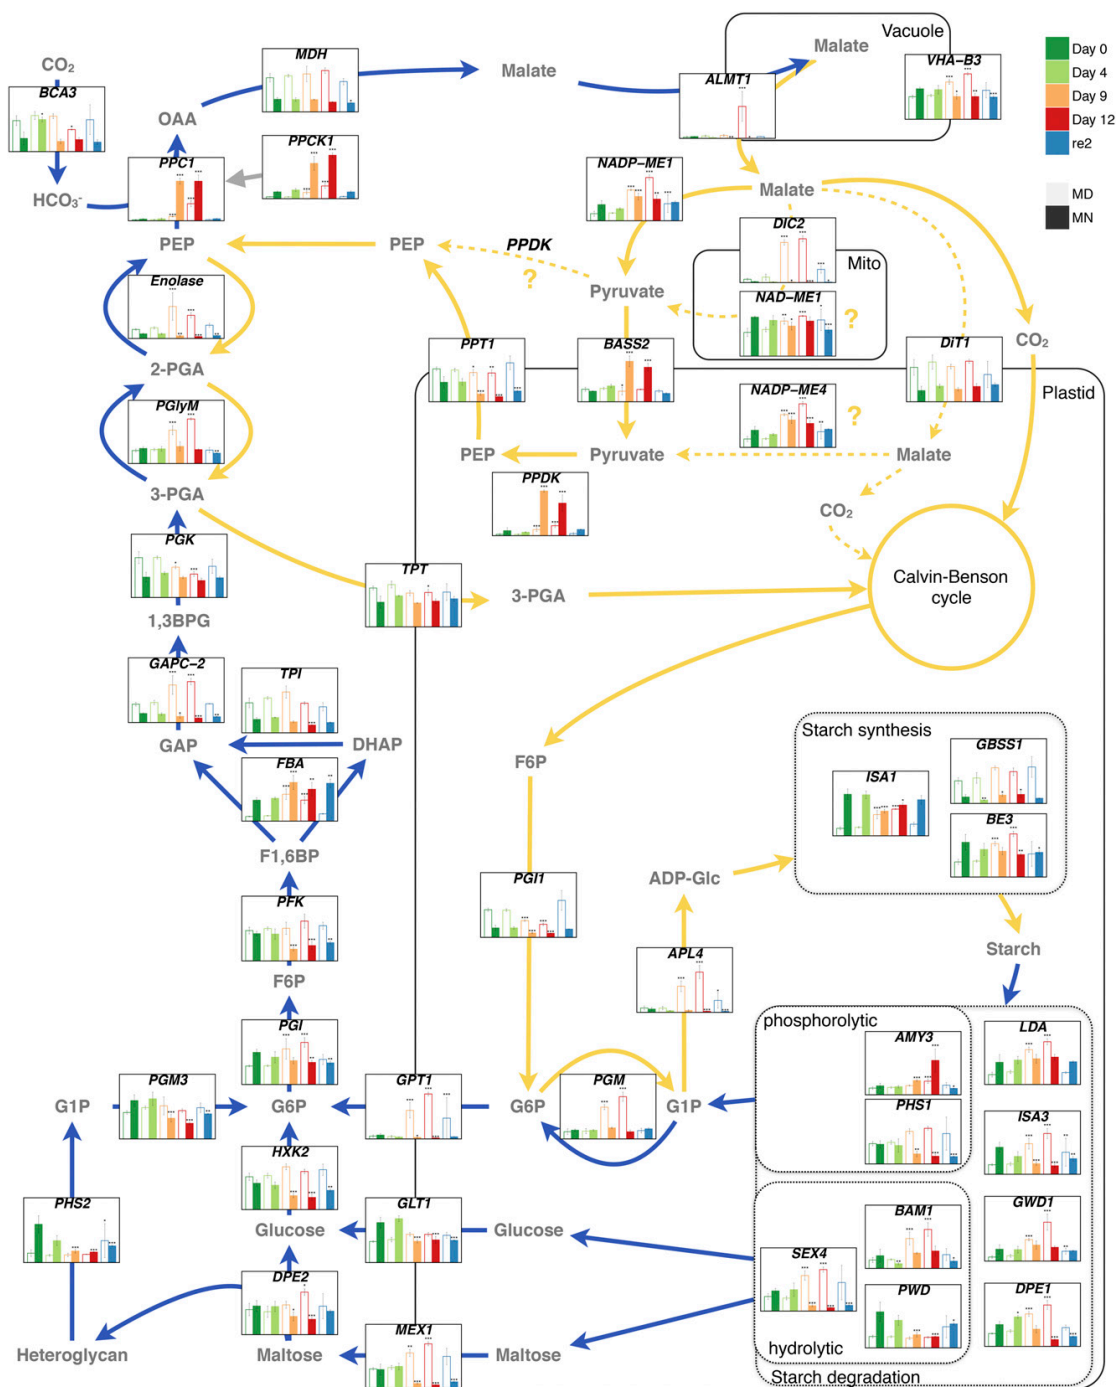 Vacuole
Malate
Day 0
Day 4
Day 9
Day 12
re2
MD
MN
CO₂
MDH
Malate
ALMT1
VHA-B3
BCA3
OAA
PPC1
PPCK1
HCO₃⁻
NADP-ME1
Malate
PEP
PEP
PPDK
?
DIC2
Mito
Pyruvate
NAD-ME1
?
Enolase
CO₂
2-PGA
PPT1
BASS2
DiT1
Plastid
PGlyM
NADP-ME4
?
PEP
Pyruvate
Malate
3-PGA
PPDK
CO₂
PGK
TPT
3-PGA
Calvin-Benson
cycle
1,3BPG
GAPC-2
TPI
GAP
DHAP
FBA
F6P
Starch synthesis
GBSS1
ISA1
BE3
F1,6BP
PGI1
ADP-Glc
PFK
APL4
Starch
F6P
phosphorolytic
AMY3
LDA
PGI
PGM3
GPT1
PGM
G1P
G6P
G6P
G1P
PHS1
ISA3
HXK2
PHS2
GLT1
Glucose
Glucose
BAM1
GWD1
SEX4
DPE2
PWD
DPE1
MEX1
Heteroglycan
Maltose
Maltose
hydrolytic
Starch degradation